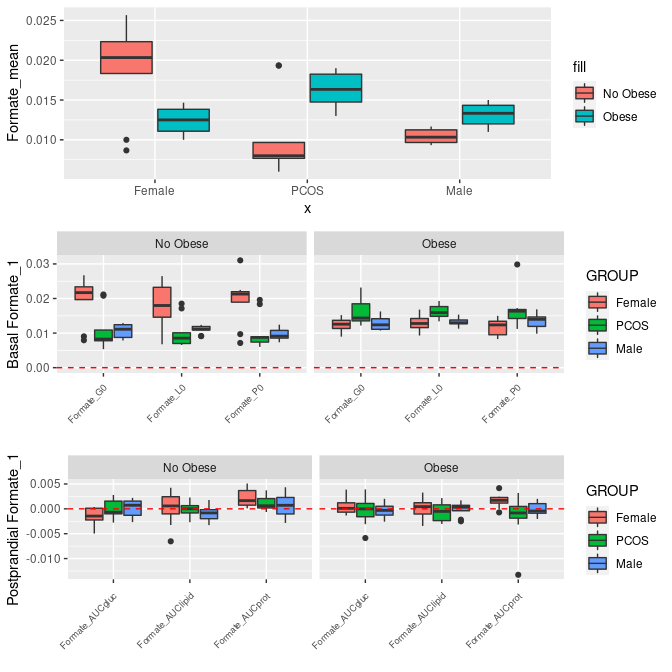 Formate_mean
0.025
0.020
0.015
0.010
Female PCOS Male
x
fill
No Obese
Obese
Basal Formate_1
No Obese Obese
0.03
0.02
0.01
0.00
Formate_G0 Formate_L0 Formate_P0 Formate_G0 Formate_L0 Formate_P0
GROUP
Female
PCOS
Male
Postprandial Formate_1
No Obese Obese
0.005
0.000
-0.005
-0.010
Formate_AUCgluc Formate_AUClipid Formate_AUCprot Formate_AUCgluc Formate_AUClipid Formate_AUCprot
GROUP
Female
PCOS
Male